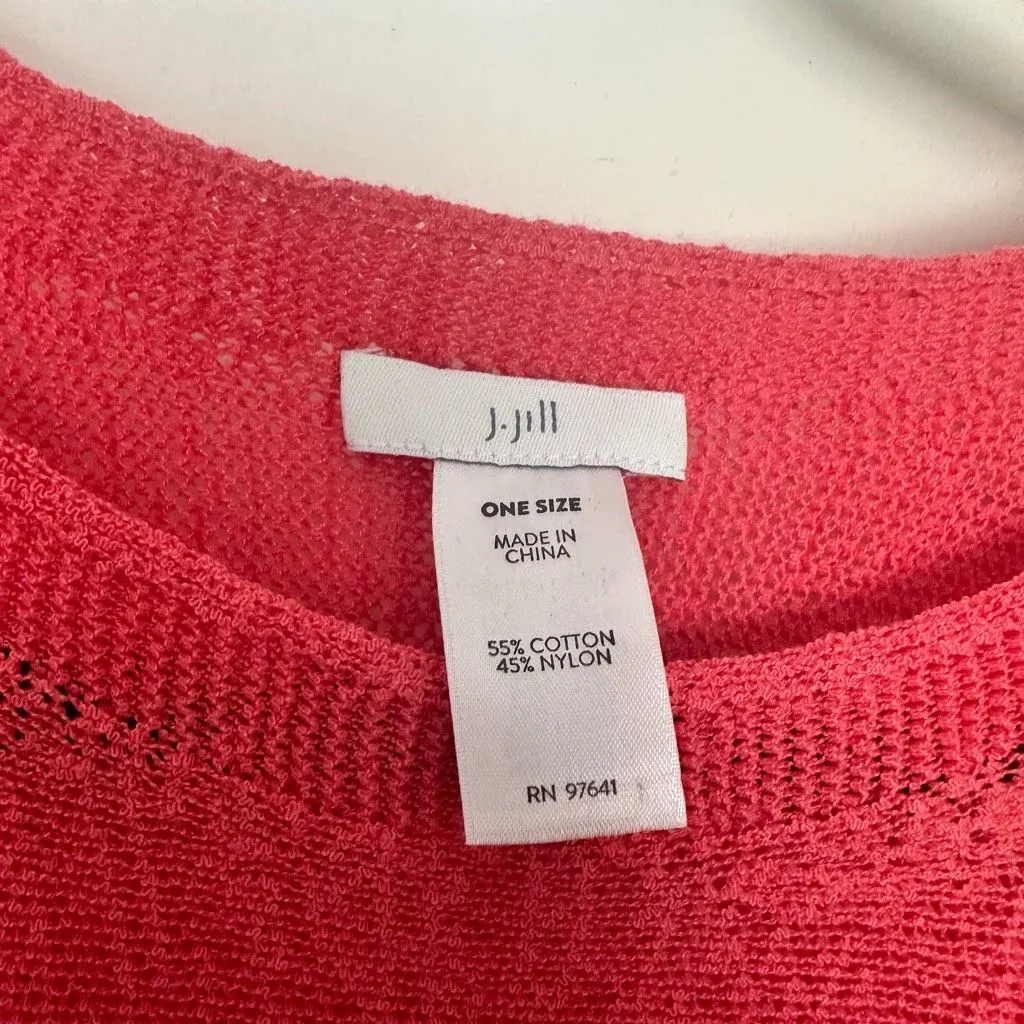 J.Jill
ONE SIZE
MADE IN
CHINA
55% COTTON
45% NYLON
RN 97641